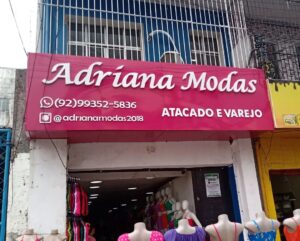 Adriana Modas
(92)99352-5836
ATACADO E VAREJO
@adrianamodas2018